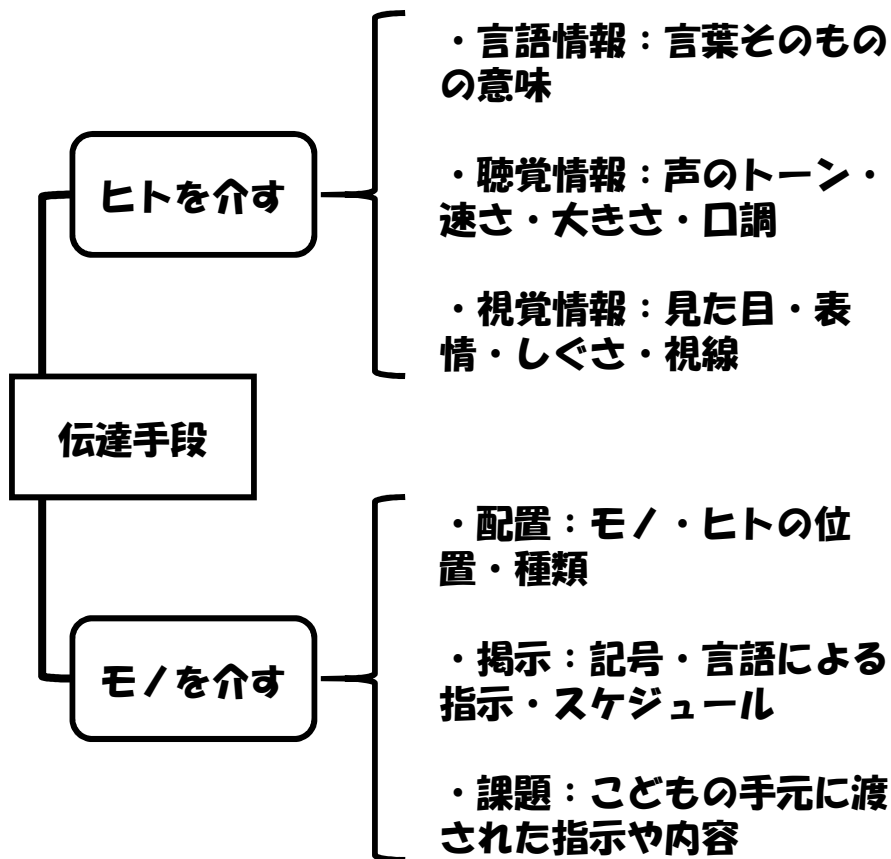 ・言語情報：言葉そのもの
の意味
ヒトを介す
・聴覚情報：声のトーン・
速さ・大きさ・口調
・視覚情報：見た目・表
情・しぐさ・視線
伝達手段
・配置：モノ・ヒトの位
置・種類
モノを介す
・掲示：記号・言語による
指示・スケジュール
・課題：こどもの手元に渡
された指示や内容